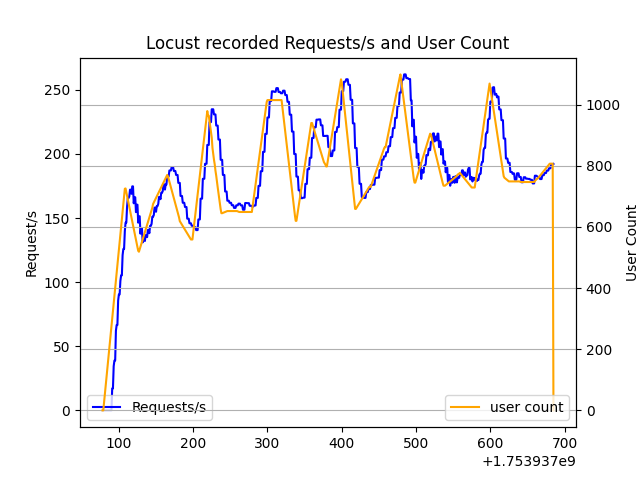 Locust recorded Requests/s and User Count
Request/s
250
200
150
100
50
0
1000
800
600
400
200
0
User Count
Requests/s
user count
100 200 300 400 500 600 700
+1.753937e9